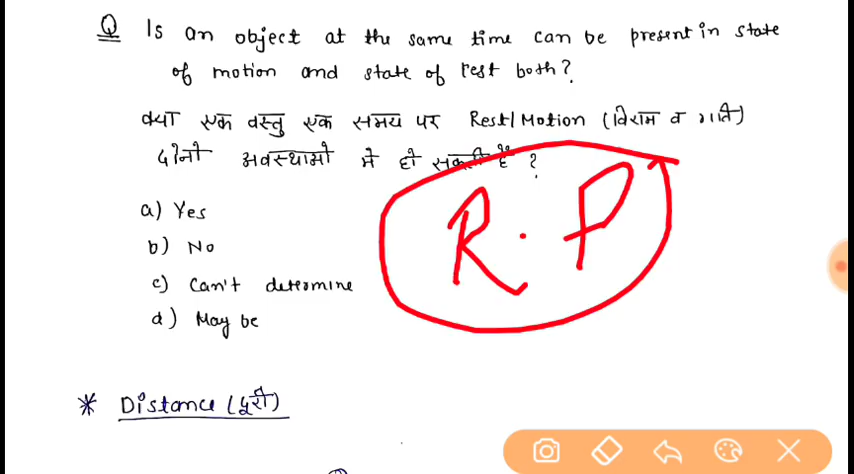 Q Is an object at the same time can be present in state
of motion and state of rest both?
क्या एक वस्तु एक समय पर Rest/Motion (विराम व गति)
दोनो अवस्थाओ मे हो सकती है ?
a) Yes
b) No
c) Can't determine
d) May be
R. P
* Distance (दूरी)